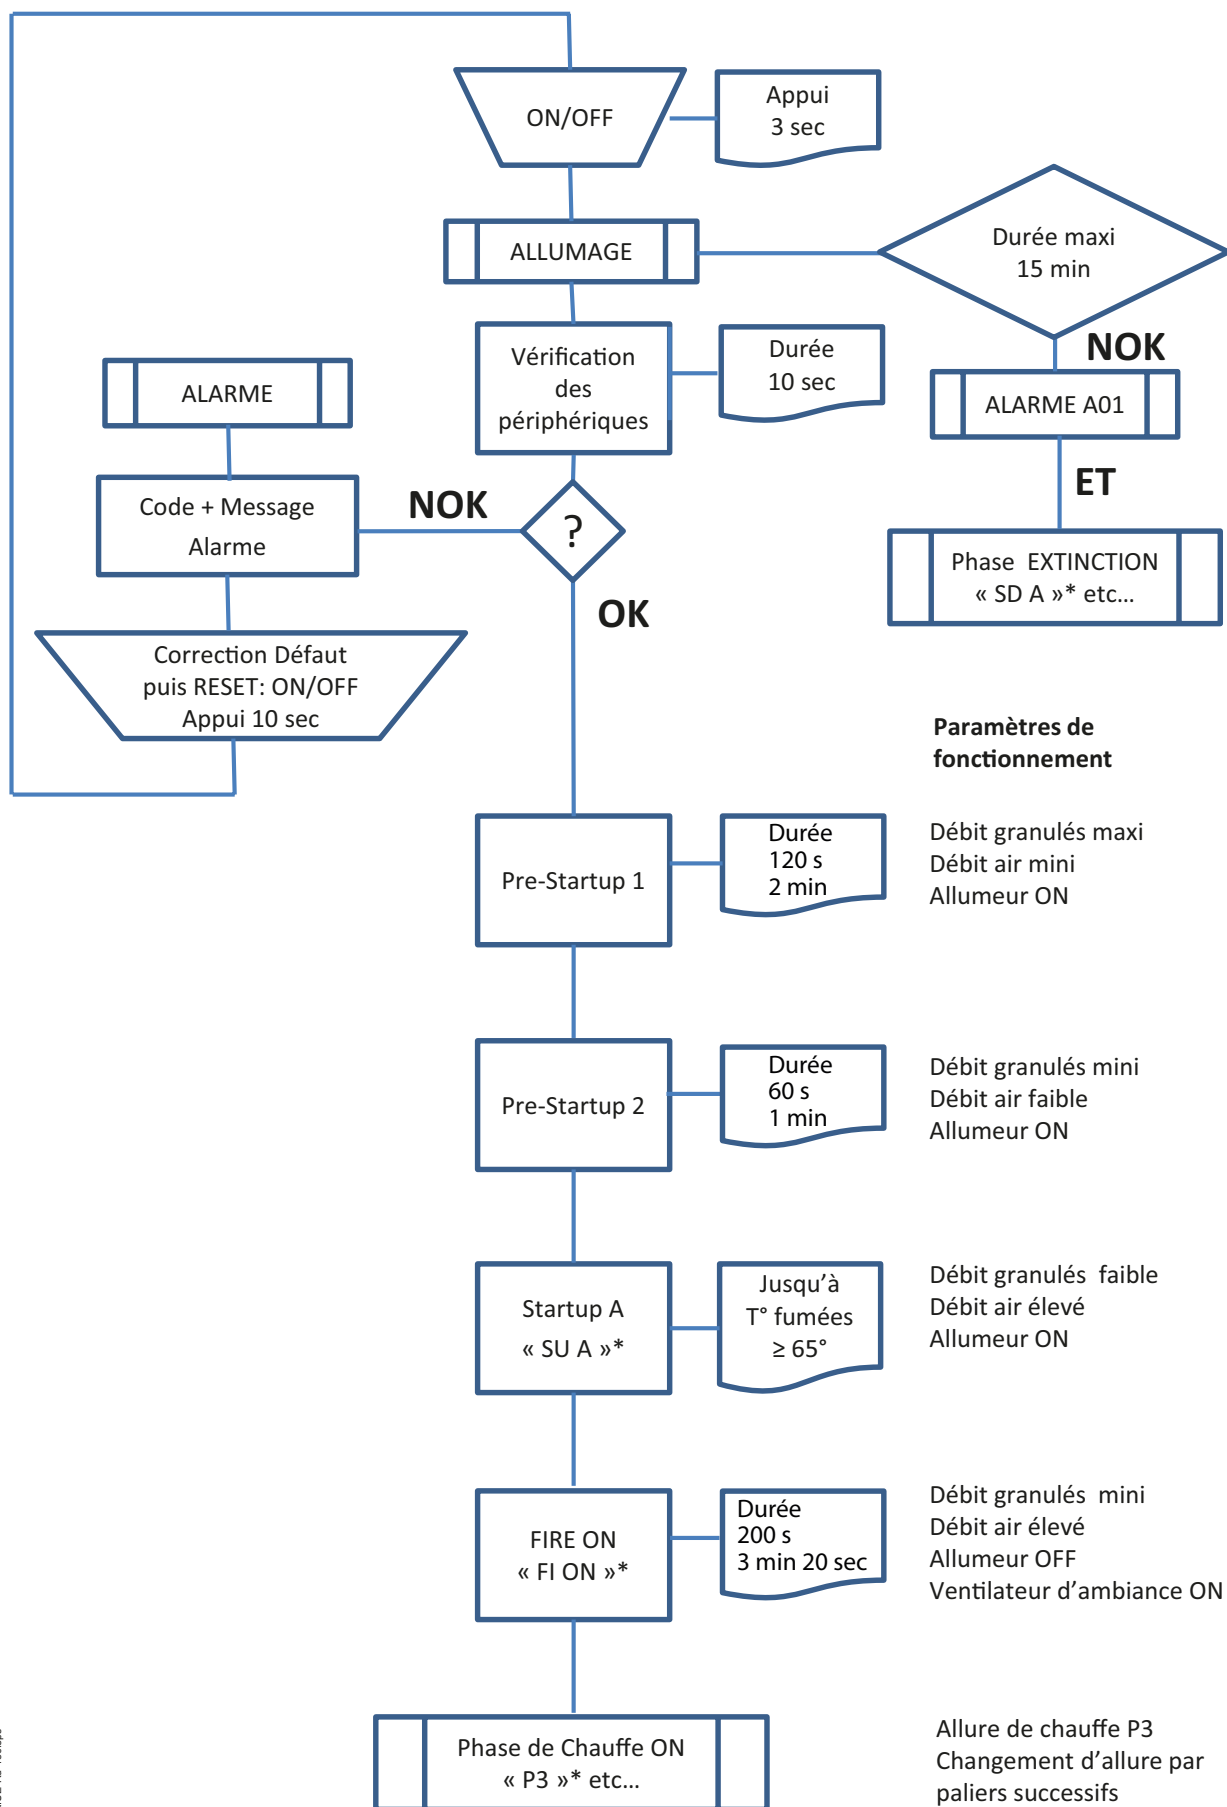 ON/OFF
Appui
3 sec
ALLUMAGE
Durée maxi
15 min
NOK
Vérification
des
périphériques
Durée
10 sec
ALARME
ALARME A01
ET
Code + Message
Alarme
NOK
?
OK
Phase EXTINCTION
« SD A »* etc...
Correction Défaut
puis RESET: ON/OFF
Appui 10 sec
Paramètres de
fonctionnement
Pre-Startup 1
Durée
120 s
2 min
Débit granulés maxi
Débit air mini
Allumeur ON
Pre-Startup 2
Durée
60 s
1 min
Débit granulés mini
Débit air faible
Allumeur ON
Startup A
« SU A »*
Jusqu’à
T° fumées
≥ 65°
Débit granulés faible
Débit air élevé
Allumeur ON
FIRE ON
« FI ON »*
Durée
200 s
3 min 20 sec
Débit granulés mini
Débit air élevé
Allumeur OFF
Ventilateur d’ambiance ON
Phase de Chauffe ON
« P3 »* etc...
Allure de chauffe P3
Changement d’allure par
paliers successifs